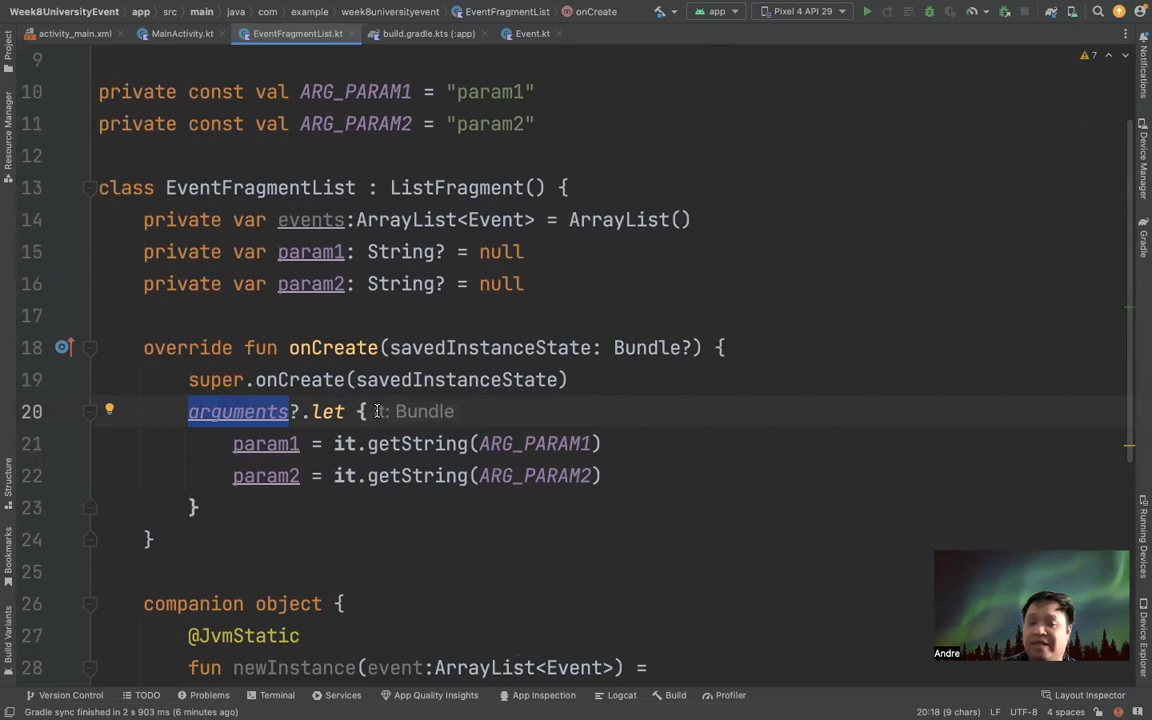 Week8UniversityEvent app src main java com example week8universityevent EventFragmentList onCreate app Pixel 4 API 29
activity_main.xml MainActivity.kt EventFragmentList.kt build.gradle.kts (:app) Event.kt
9
10 private const val ARG_PARAM1 = "param1" 7
11 private const val ARG_PARAM2 = "param2"
12
13 class EventFragmentList : ListFragment() {
14 private var events:ArrayList<Event> = ArrayList()
15 private var param1: String? = null
16 private var param2: String? = null
17
18 override fun onCreate(savedInstanceState: Bundle?) {
19 super.onCreate(savedInstanceState)
20 arguments?.let { it: Bundle
21 param1 = it.getString(ARG_PARAM1)
22 param2 = it.getString(ARG_PARAM2)
23 }
24 }
25
26 companion object {
27 @JvmStatic
28 fun newInstance(event:ArrayList<Event>) =
Project
Resource Manager
Structure
Bookmarks
Build Variants
Notifications
Device Manager
Gradle
Running Devices
Device Explorer
Andre
Version Control TODO Problems Terminal Services App Quality Insights App Inspection Logcat Build Profiler Layout Inspector
Gradle sync finished in 2 s 903 ms (6 minutes ago) 20:18 (9 chars) LF UTF-8 4 spaces